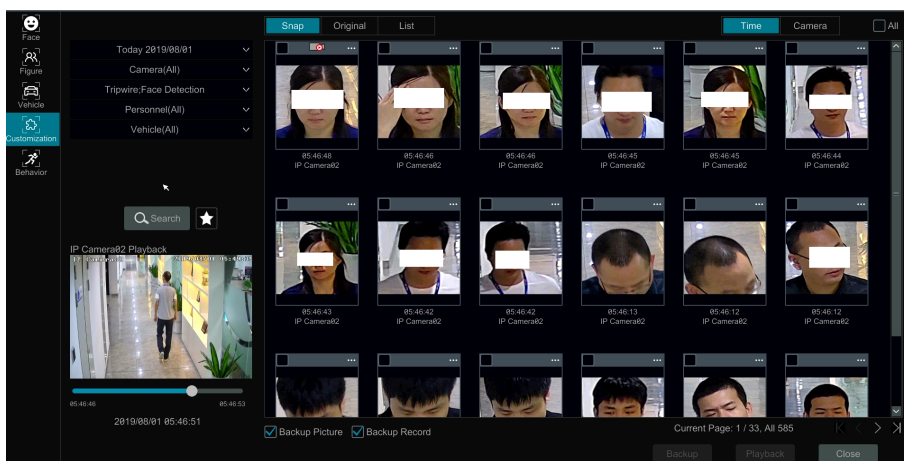 Face
Figure
Vehicle
Customization
Behavior
Today 2019/08/01
Camera(All)
Tripwire;Face Detection
Personnel(All)
Vehicle(All)
Search
IP Camera02 Playback
05:46:46
05:46:53
2019/08/01 05:46:51
Snap
Original
List
Time
Camera
All
05:46:48
IP Camera02
05:46:46
IP Camera02
05:46:46
IP Camera02
05:46:45
IP Camera02
05:46:45
IP Camera02
05:46:44
IP Camera02
05:46:43
IP Camera02
05:46:42
IP Camera02
05:46:42
IP Camera02
05:46:13
IP Camera02
05:46:12
IP Camera02
05:46:12
IP Camera02
Backup Picture
Backup Record
Current Page: 1 / 33, All 585
Backup
Playback
Close